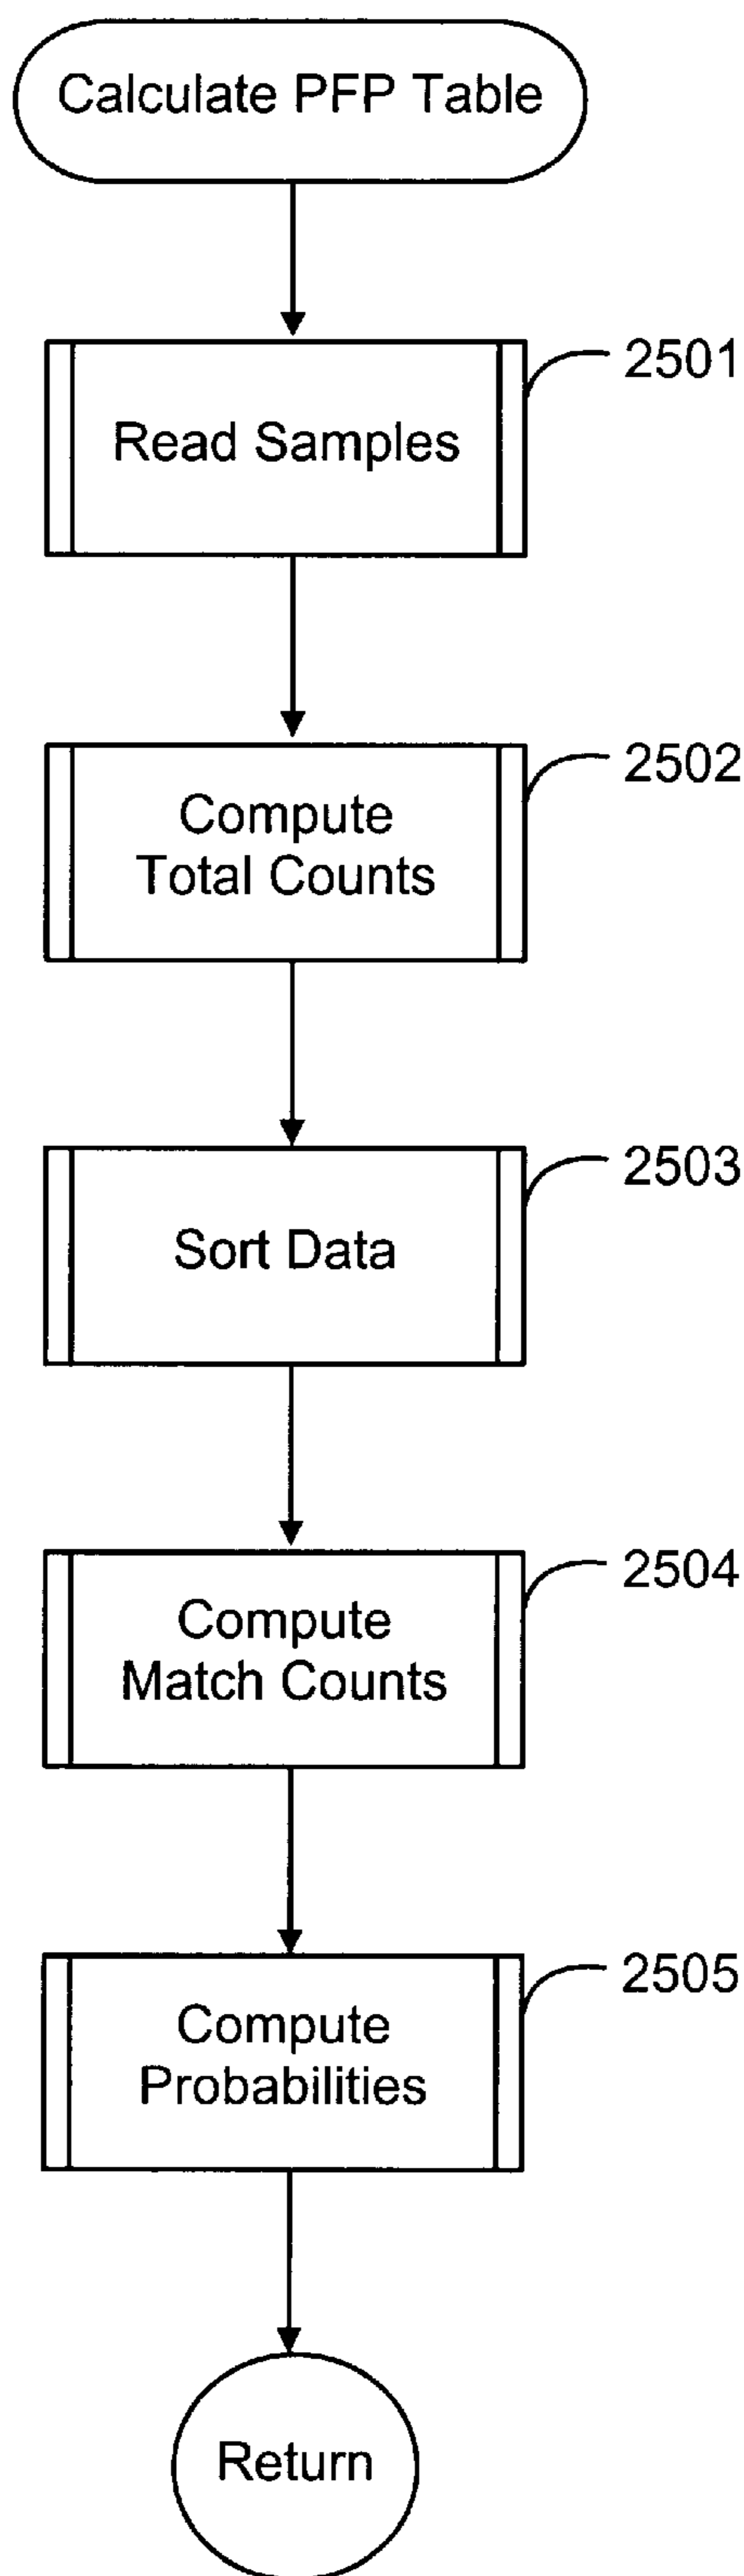 Calculate PFP Table
2501
Read Samples
2502
Compute
Total Counts
2503
Sort Data
2504
Compute
Match Counts
2505
Compute
Probabilities
Return